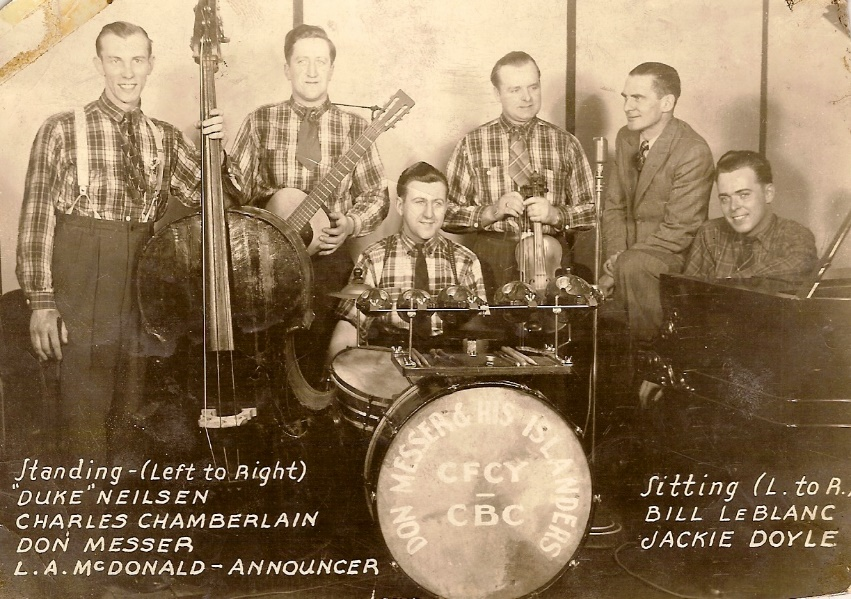 DON MESSER & HIS ISLANDERS
CFCY
-
CBC
Standing-(Left to Right)
"DUKE" NEILSEN
CHARLES CHAMBERLAIN
DON MESSER
L.A. McDONALD-ANNOUNCER
Sitting (L. to R.)
BILL LEBLANC
JACKIE DOYLE